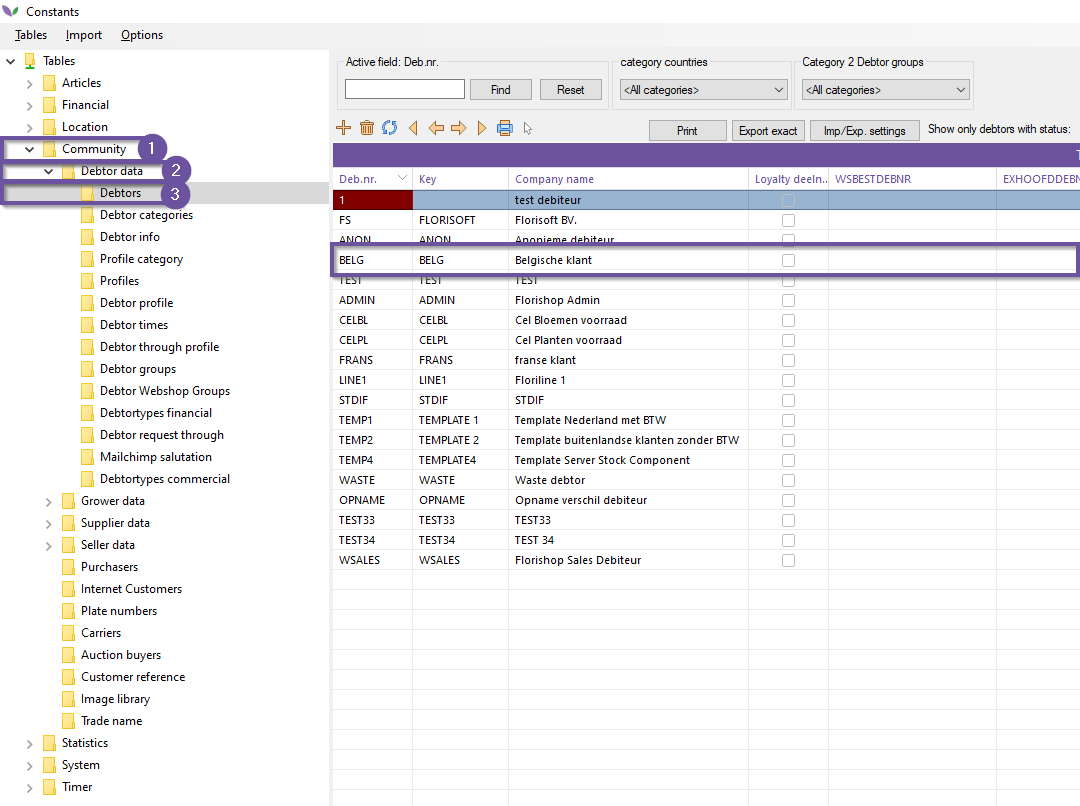 Constants
Tables Import Options
Tables
Articles
Financial
Location
Community 1
Debtor data 2
Debtors 3
Debtor categories
Debtor info
Profile category
Profiles
Debtor profile
Debtor times
Debtor through profile
Debtor groups
Debtor Webshop Groups
Debtortypes financial
Debtor request through
Mailchimp salutation
Debtortypes commercial
Grower data
Supplier data
Seller data
Purchasers
Internet Customers
Plate numbers
Carriers
Auction buyers
Customer reference
Image library
Trade name
Statistics
System
Timer
Active field: Deb.nr. category countries Category 2 Debtor groups
Find Reset <All categories> <All categories>
Print Export exact Imp/Exp. settings Show only debtors with status:
T
Deb.nr. Key Company name Loyalty deeln.. WSBESTDEBNR EXHOOFDDEBN
1 test debiteur
FS FLORISOFT Florisoft BV.
ANON ANON Anonieme debiteur
BELG BELG Belgische klant
TEST TEST TEST
ADMIN ADMIN Florishop Admin
CELBL CELBL Cel Bloemen voorraad
CELPL CELPL Cel Planten voorraad
FRANS FRANS franse klant
LINE1 LINE1 Floriline 1
STDIF STDIF STDIF
TEMP1 TEMPLATE 1 Template Nederland met BTW
TEMP2 TEMPLATE 2 Template buitenlandse klanten zonder BTW
TEMP4 TEMPLATE4 Template Server Stock Component
WASTE WASTE Waste debtor
OPNAME OPNAME Opname verschil debiteur
TEST33 TEST33 TEST33
TEST34 TEST34 TEST 34
WSALES WSALES Florishop Sales Debiteur